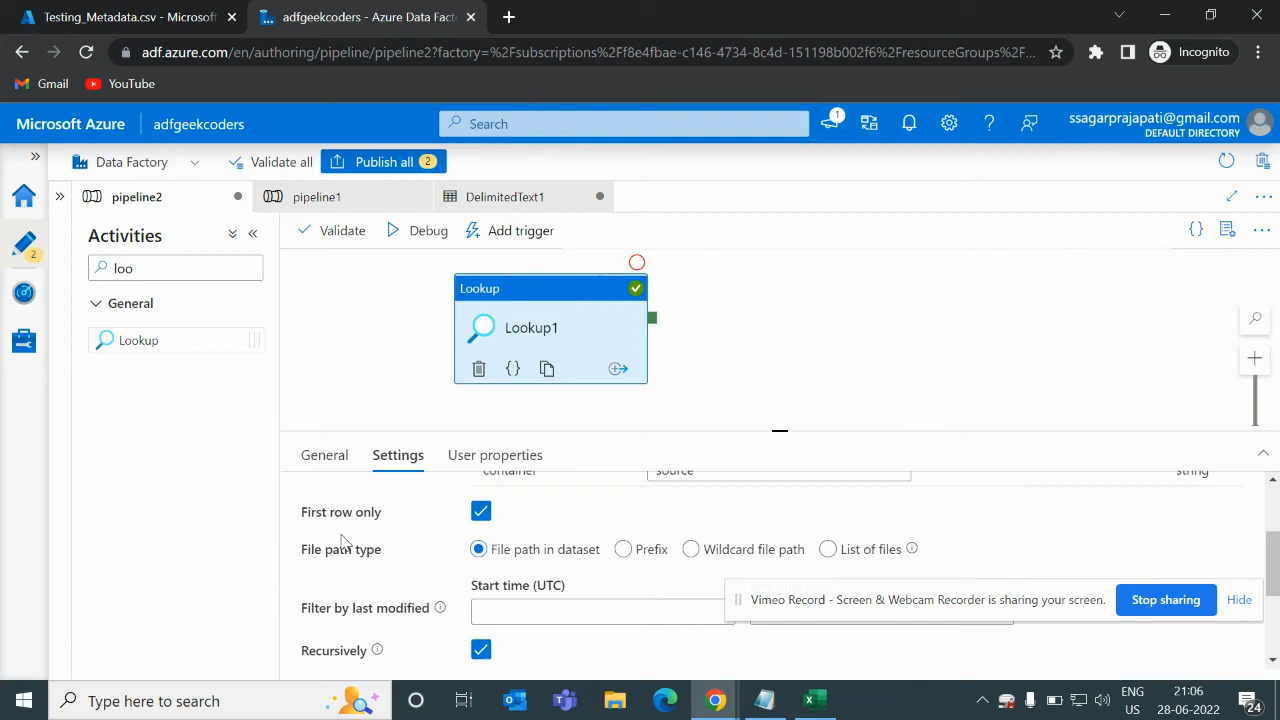 Testing_Metadata.csv - Microsoft
adfgeekcoders - Azure Data Fact
adf.azure.com/en/authoring/pipeline/pipeline2?factory=%2Fsubscriptions%2Ff8e4fbae-c146-4734-8c4d-151198b002f6%2FresourceGroups%2F...
Incognito
Gmail
YouTube
Microsoft Azure
adfgeekcoders
Search
1
ssagarprajapati@gmail.com
DEFAULT DIRECTORY
Data Factory
Validate all
Publish all
2
pipeline2
pipeline1
DelimitedText1
Activities
Validate
Debug
Add trigger
2
loo
General
Lookup
Lookup
Lookup1
General
Settings
User properties
container
source
string
First row only
File path type
File path in dataset
Prefix
Wildcard file path
List of files
Start time (UTC)
Filter by last modified
Vimeo Record - Screen & Webcam Recorder is sharing your screen.
Stop sharing
Hide
Recursively
Type here to search
ENG
US
21:06
28-06-2022
24